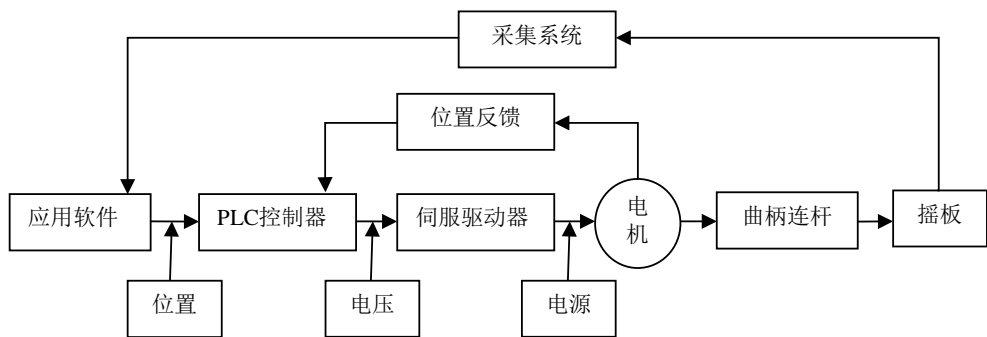 采集系统
位置反馈
应用软件
PLC控制器
伺服驱动器
电
机
曲柄连杆
摇板
位置
电压
电源